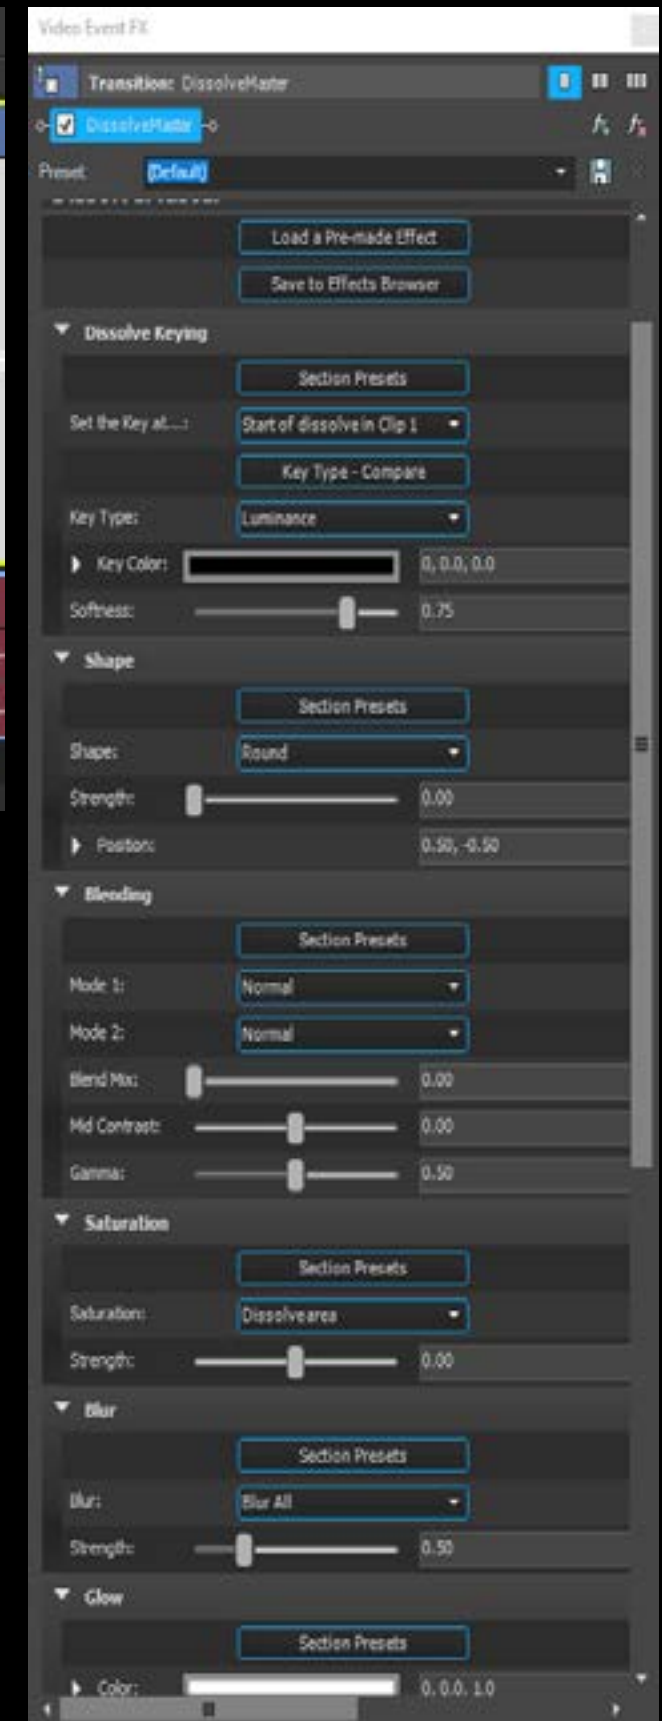 Video Event FX
Transition: DissolveMaster
DissolveMaster
Preset: (Default)
Load a Pre-made Effect
Save to Effects Browser
Dissolve Keying
Section Presets
Set the Key at...: Start of dissolve in Clip 1
Key Type - Compare
Key Type: Luminance
Key Color: 0, 0.0, 0.0
Softness: 0.75
Shape
Section Presets
Shape: Round
Strength: 0.00
Position: 0.50, -0.50
Blending
Section Presets
Mode 1: Normal
Mode 2: Normal
Blend Mix: 0.00
Mid Contrast: 0.00
Gamma: 0.50
Saturation
Section Presets
Saturation: Dissolve area
Strength: 0.00
Blur
Section Presets
Blur: Blur All
Strength: 0.50
Glow
Section Presets
Color: 0, 0.0, 1.0